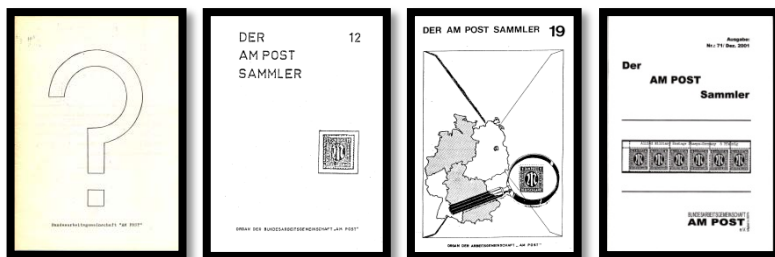 Bundesarbeitsgemeinschaft "AM POST"
DER
12
AM POST
SAMMLER
ORGAN DER BUNDESARBEITSGEMEINSCHAFT „AM POST"
DER AM POST SAMMLER 19
ORGAN DER ARBEITSGEMEINSCHAFT „AM POST"
Ausgabe:
Nr.: 71/ Dez. 2001
Der
AM POST
Sammler
BUNDESARBEITSGEMEINSCHAFT
AM POST
e.V.